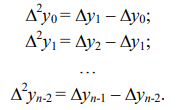 Δ²y₀ = Δy₁ − Δy₀;
Δ²y₁ = Δy₂ − Δy₁;
...
Δ²yₙ₋₂ = Δyₙ₋₁ − Δyₙ₋₂.